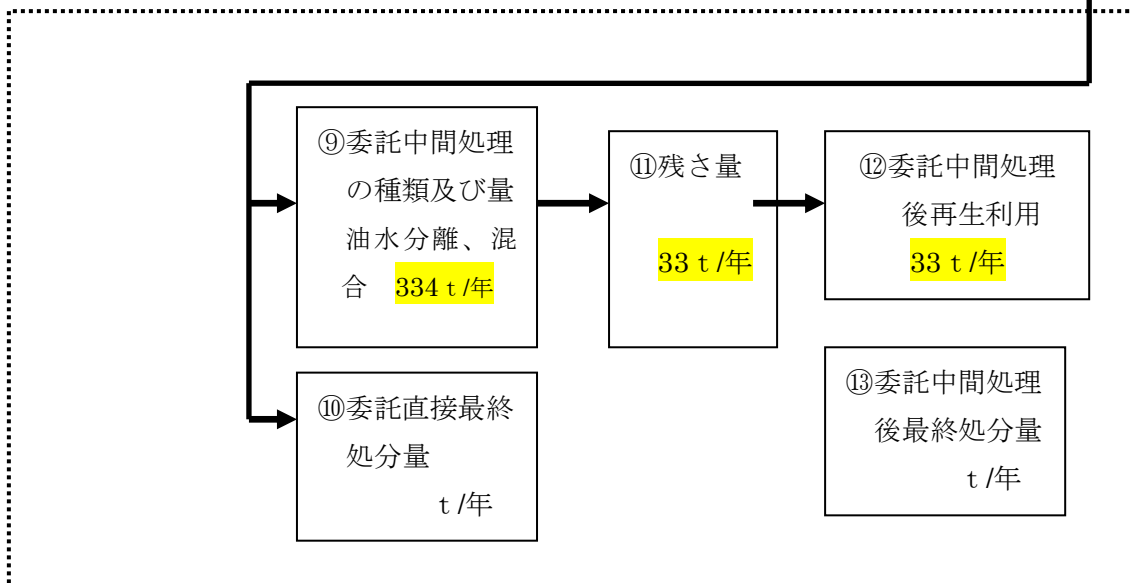 ⑨委託中間処理
の種類及び量
油水分離、混
合　334ｔ/年
⑪残さ量
33ｔ/年
⑫委託中間処理
後再生利用
33ｔ/年
⑩委託直接最終
処分量
ｔ/年
⑬委託中間処理
後最終処分量
ｔ/年